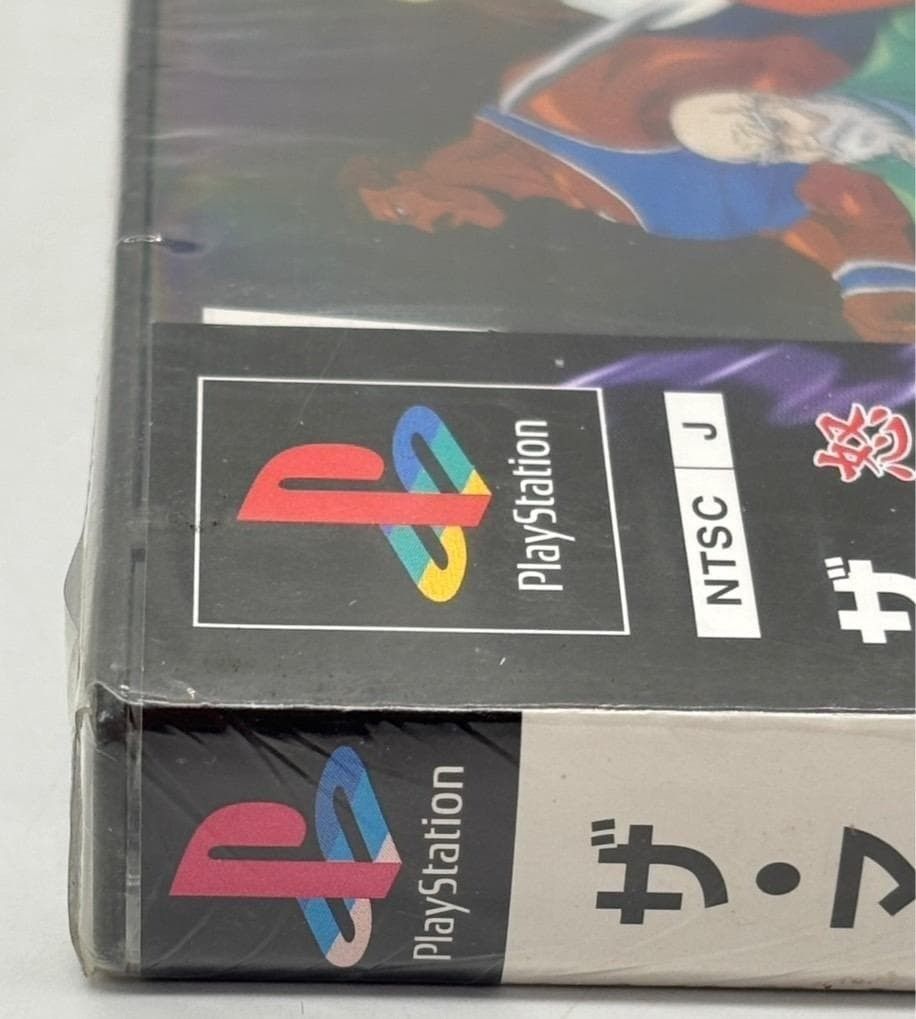 PlayStation
NTSC J
怒
ザ
PlayStation
ザ・マ